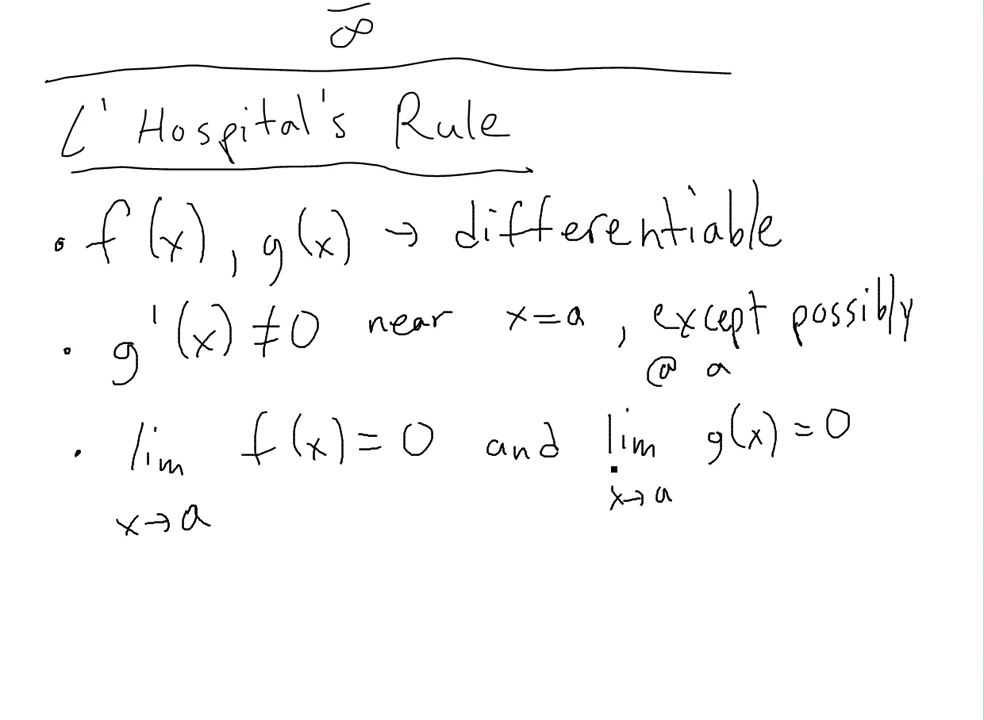 ∞
L'Hospital's Rule
• f(x), g(x) → differentiable
• g'(x) ≠ 0 near x = a, except possibly
@ a
• lim f(x) = 0 and lim g(x) = 0
x→a x→a